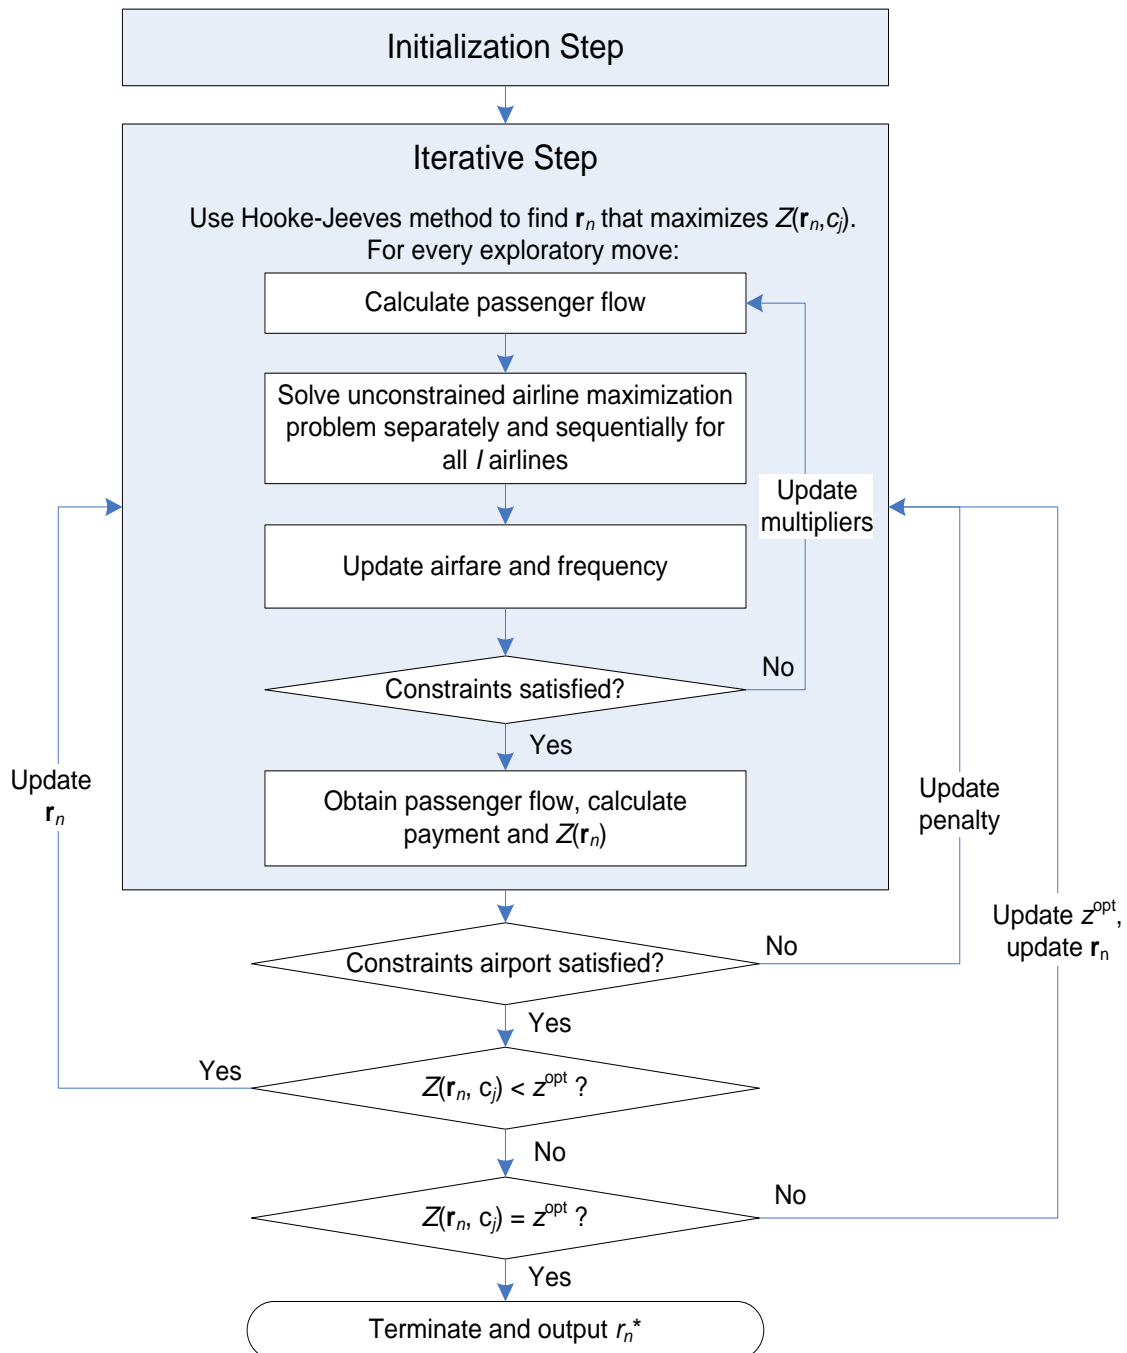 Initialization Step
Iterative Step
Use Hooke-Jeeves method to find rₙ that maximizes Z(rₙ,cⱼ).
For every exploratory move:
Calculate passenger flow
Solve unconstrained airline maximization
problem separately and sequentially for
all I airlines
Update
multipliers
Update airfare and frequency
No
Constraints satisfied?
Yes
Update
rₙ
Obtain passenger flow, calculate
payment and Z(rₙ)
Update
penalty
Update zᵒᵖᵗ,
update rₙ
No
Constraints airport satisfied?
Yes
Yes
Z(rₙ, cⱼ) < zᵒᵖᵗ ?
No
No
Z(rₙ, cⱼ) = zᵒᵖᵗ ?
Yes
Terminate and output rₙ*